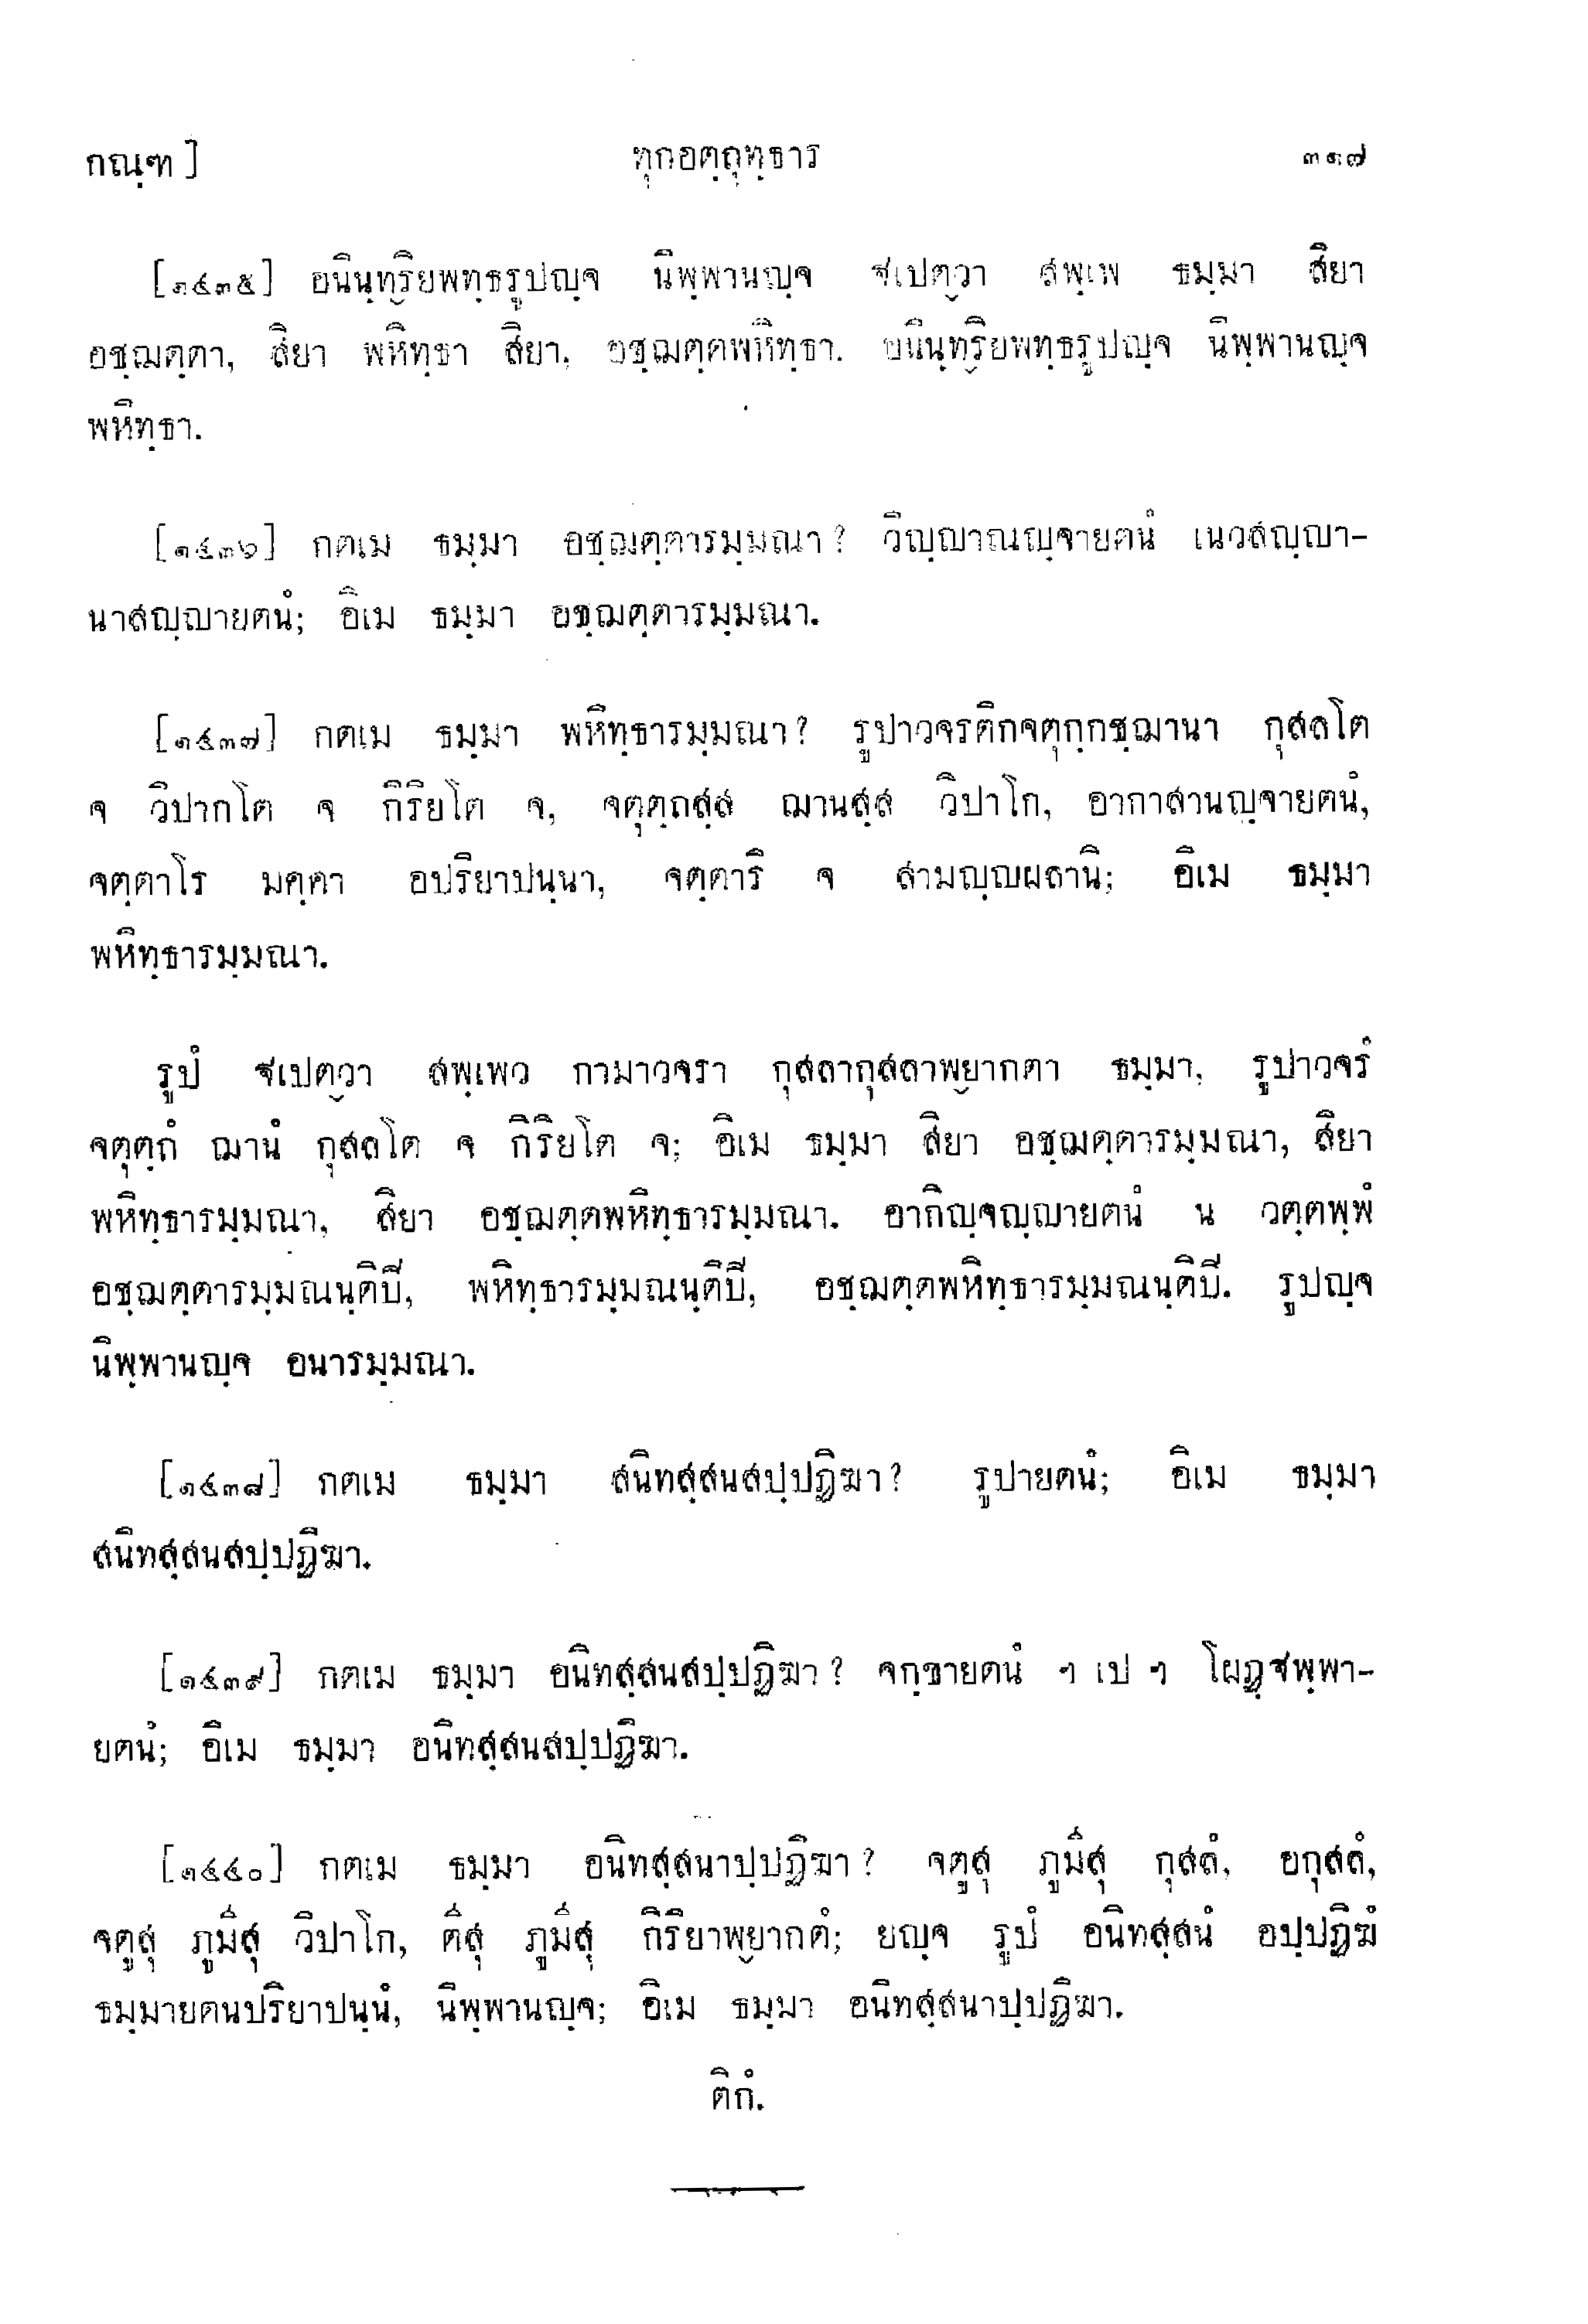 กณฺฑ]	ทุกอตฺถุทฺธาร	๓๑๗
[๑๔๓๕] อนินฺทฺริยพทฺธรูปญฺจ นิพฺพานญฺจ ฐเปตฺวา สพฺเพ ธมฺมา สิยา
อชฺฌตฺตา, สิยา พหิทฺธา สิยา, อชฺฌตฺตพหิทฺธา. อนินฺทฺริยพทฺธรูปญฺจ นิพฺพานญฺจ
พหิทฺธา.
[๑๔๓๖] กตเม ธมฺมา อชฺฌตฺตารมฺมณา? วิญฺญาณญฺจายตนํ เนวสญฺญา-
นาสญฺญายตนํ; อิเม ธมฺมา อชฺฌตฺตารมฺมณา.
[๑๔๓๗] กตเม ธมฺมา พหิทฺธารมฺมณา? รูปาวจรติกจตุกฺกชฺฌานา กุสลโต
จ วิปากโต จ กิริยโต จ, จตุตฺถสฺส ฌานสฺส วิปาโก, อากาสานญฺจายตนํ,
จตฺตาโร มคฺคา อปริยาปนฺนา, จตฺตาริ จ สามญฺญผลานิ; อิเม ธมฺมา
พหิทฺธารมฺมณา.
รูปํ ฐเปตฺวา สพฺเพว กามาวจรา กุสลากุสลาพฺยากตา ธมฺมา, รูปาวจรํ
จตุตฺถํ ฌานํ กุสลโต จ กิริยโต จ; อิเม ธมฺมา สิยา อชฺฌตฺตารมฺมณา, สิยา
พหิทฺธารมฺมณา, สิยา อชฺฌตฺตพหิทฺธารมฺมณา. อากิญฺจญฺญายตนํ น วตฺตพฺพํ
อชฺฌตฺตารมฺมณนฺติปี, พหิทฺธารมฺมณนฺติปี, อชฺฌตฺตพหิทฺธารมฺมณนฺติปี. รูปญฺจ
นิพฺพานญฺจ อนารมฺมณา.
[๑๔๓๘] กตเม ธมฺมา สนิทสฺสนสปฺปฏิฆา? รูปายตนํ; อิเม ธมฺมา
สนิทสฺสนสปฺปฏิฆา.
[๑๔๓๙] กตเม ธมฺมา อนิทสฺสนสปฺปฏิฆา? จกฺขายตนํ ฯ เป ฯ โผฏฺฐพฺพา-
ยตนํ; อิเม ธมฺมา อนิทสฺสนสปฺปฏิฆา.
[๑๔๔๐] กตเม ธมฺมา อนิทสฺสนาปฺปฏิฆา? จตูสุ ภูมีสุ กุสลํ, อกุสลํ,
จตูสุ ภูมีสุ วิปาโก, ตีสุ ภูมีสุ กิริยาพฺยากตํ; ยญฺจ รูปํ อนิทสฺสนํ อปฺปฏิฆํ
ธมฺมายตนปริยาปนฺนํ, นิพฺพานญฺจ; อิเม ธมฺมา อนิทสฺสนาปฺปฏิฆา.
ติกํ.